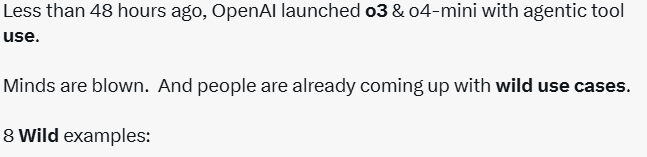 Less than 48 hours ago, OpenAI launched o3 & o4-mini with agentic tool
use.
Minds are blown.  And people are already coming up with wild use cases.
8 Wild examples: